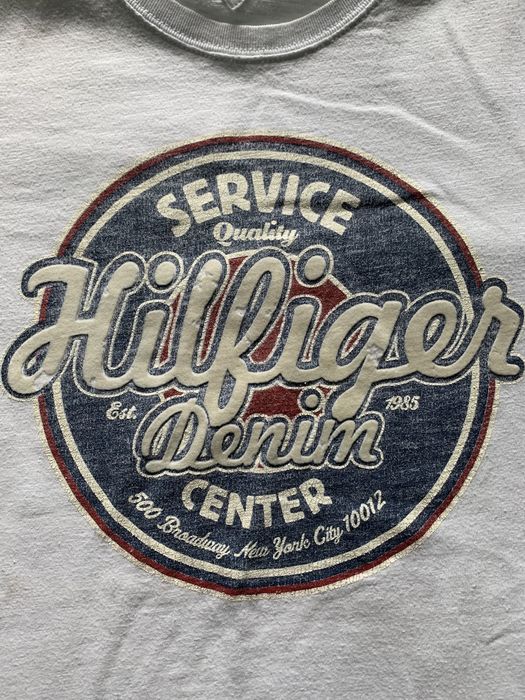 SERVICE
Quality
Hilfiger
Est. 1985
Denim
CENTER
500 Broadway New York City 10012